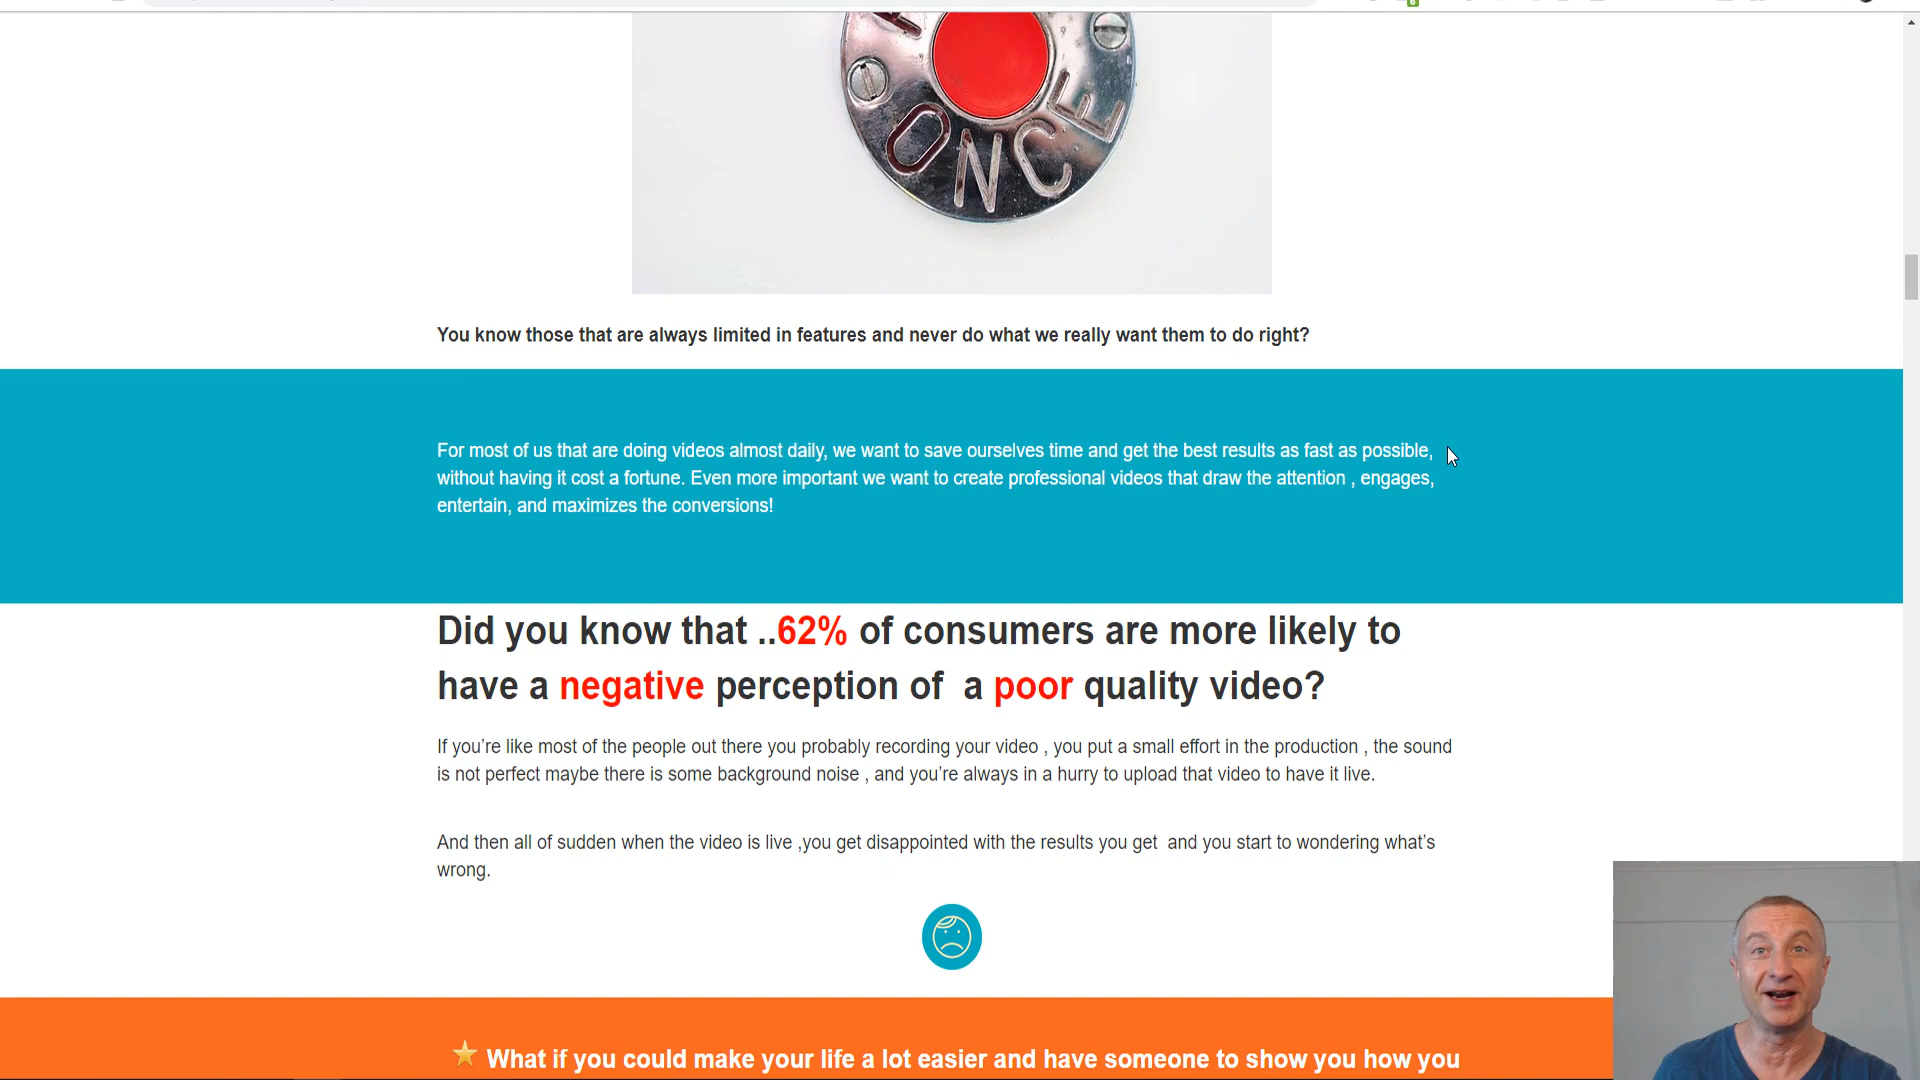 ONCE
You know those that are always limited in features and never do what we really want them to do right?
For most of us that are doing videos almost daily, we want to save ourselves time and get the best results as fast as possible,
without having it cost a fortune. Even more important we want to create professional videos that draw the attention , engages,
entertain, and maximizes the conversions!
Did you know that ..62% of consumers are more likely to
have a negative perception of  a poor quality video?
If you’re like most of the people out there you probably recording your video , you put a small effort in the production , the sound
is not perfect maybe there is some background noise , and you’re always in a hurry to upload that video to have it live.
And then all of sudden when the video is live ,you get disappointed with the results you get  and you start to wondering what’s
wrong.
What if you could make your life a lot easier and have someone to show you how you